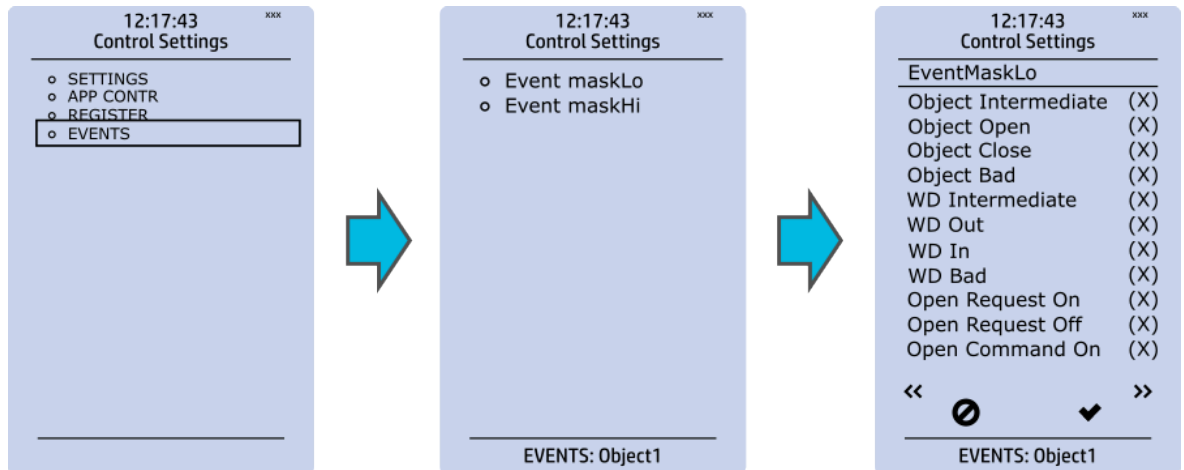 12:17:43 xxx
Control Settings
SETTINGS
APP CONTR
REGISTER
EVENTS
12:17:43 xxx
Control Settings
Event maskLo
Event maskHi
EVENTS: Object1
12:17:43 xxx
Control Settings
EventMaskLo
Object Intermediate (X)
Object Open (X)
Object Close (X)
Object Bad (X)
WD Intermediate (X)
WD Out (X)
WD In (X)
WD Bad (X)
Open Request On (X)
Open Request Off (X)
Open Command On (X)
<< >>
EVENTS: Object1